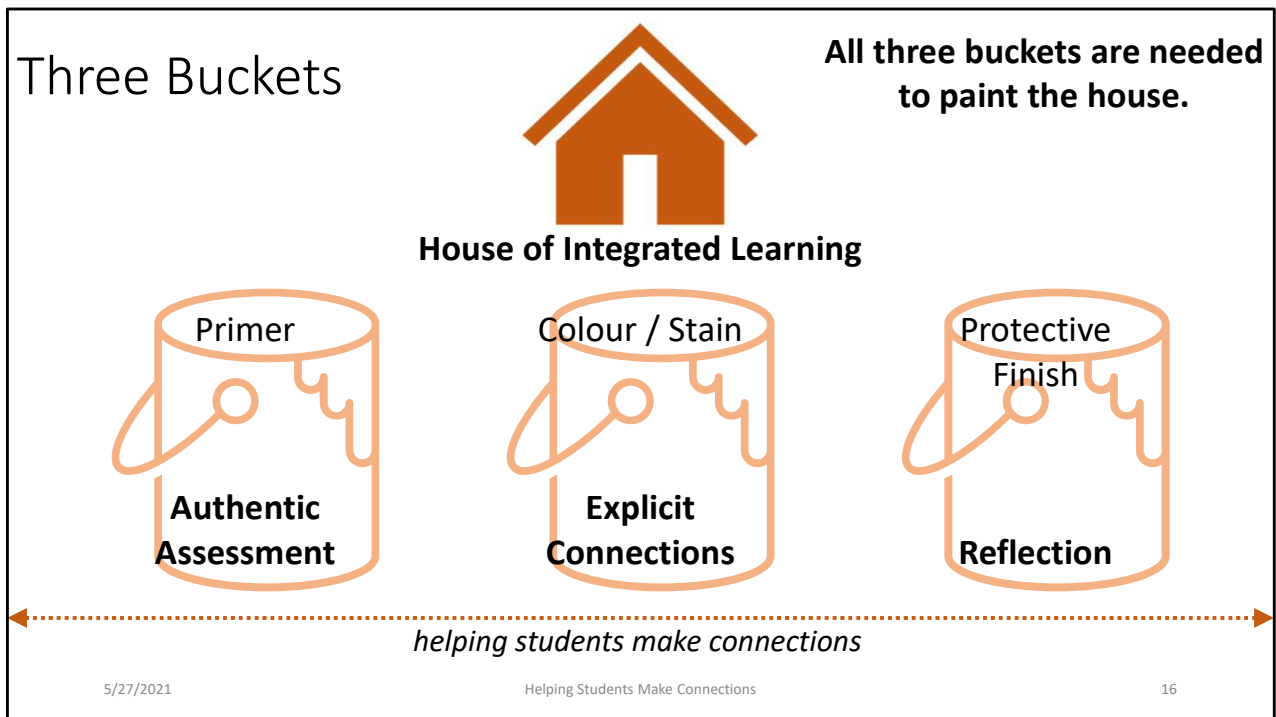 Three Buckets
All three buckets are needed
to paint the house.
House of Integrated Learning
Primer
Authentic
Assessment
Colour / Stain
Explicit
Connections
Protective
Finish
Reflection
helping students make connections
5/27/2021
Helping Students Make Connections
16